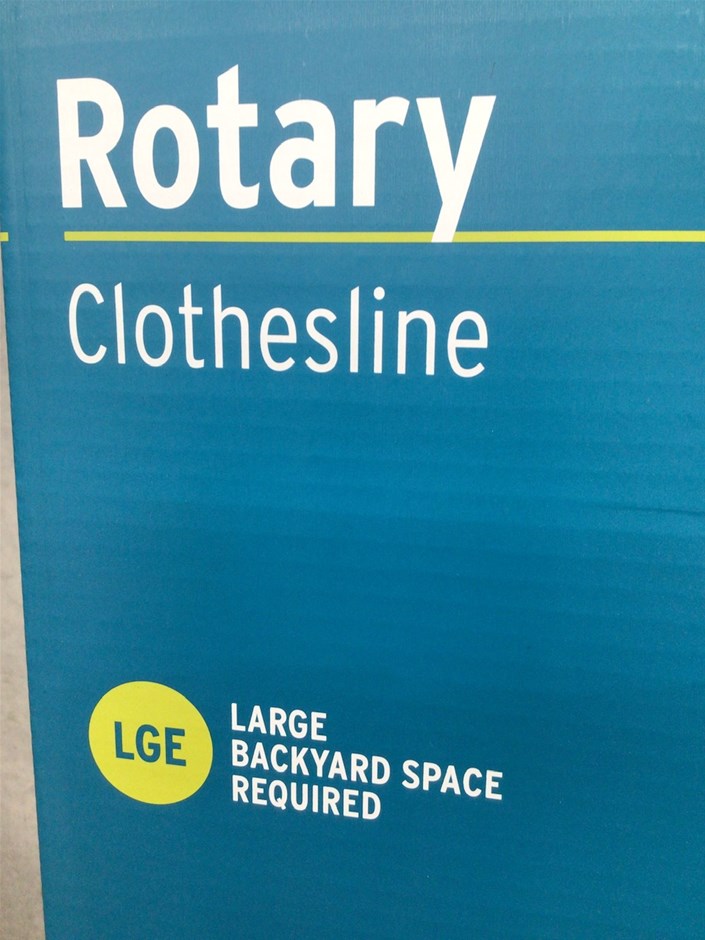 Rotary
Clothesline
LGE
LARGE
BACKYARD SPACE
REQUIRED